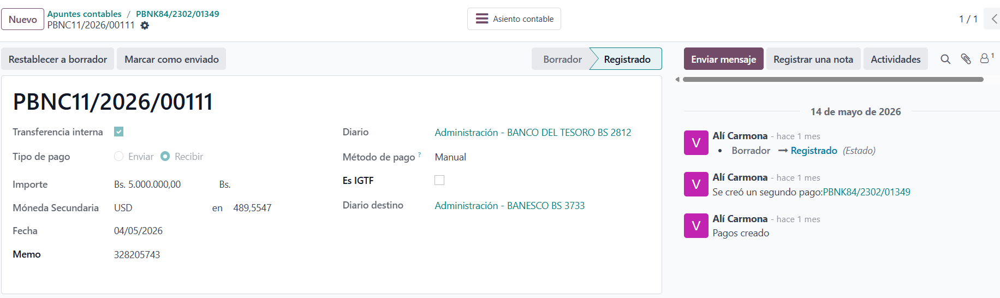 Nuevo
Apuntes contables / PBNK84/2302/01349
PBNC11/2026/00111
Asiento contable
1 / 1
Restablecer a borrador
Marcar como enviado
Borrador
Registrado
Enviar mensaje
Registrar una nota
Actividades
1
PBNC11/2026/00111
Transferencia interna
Tipo de pago
Enviar
Recibir
Importe
Bs. 5.000.000,00
Bs.
Móneda Secundaria
USD
en
489,5547
Fecha
04/05/2026
Memo
328205743
Diario
Administración - BANCO DEL TESORO BS 2812
Método de pago ?
Manual
Es IGTF
Diario destino
Administración - BANESCO BS 3733
14 de mayo de 2026
V
Alí Carmona - hace 1 mes
• Borrador → Registrado (Estado)
V
Alí Carmona - hace 1 mes
Se creó un segundo pago:PBNK84/2302/01349
V
Alí Carmona - hace 1 mes
Pagos creado